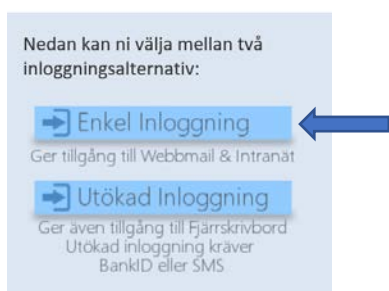 Nedan kan ni välja mellan två
inloggningsalternativ:
Enkel Inloggning
Ger tillgång till Webbmail & Intranät
Utökad Inloggning
Ger även tillgång till Fjärrskrivbord
Utökad inloggning kräver
BankID eller SMS